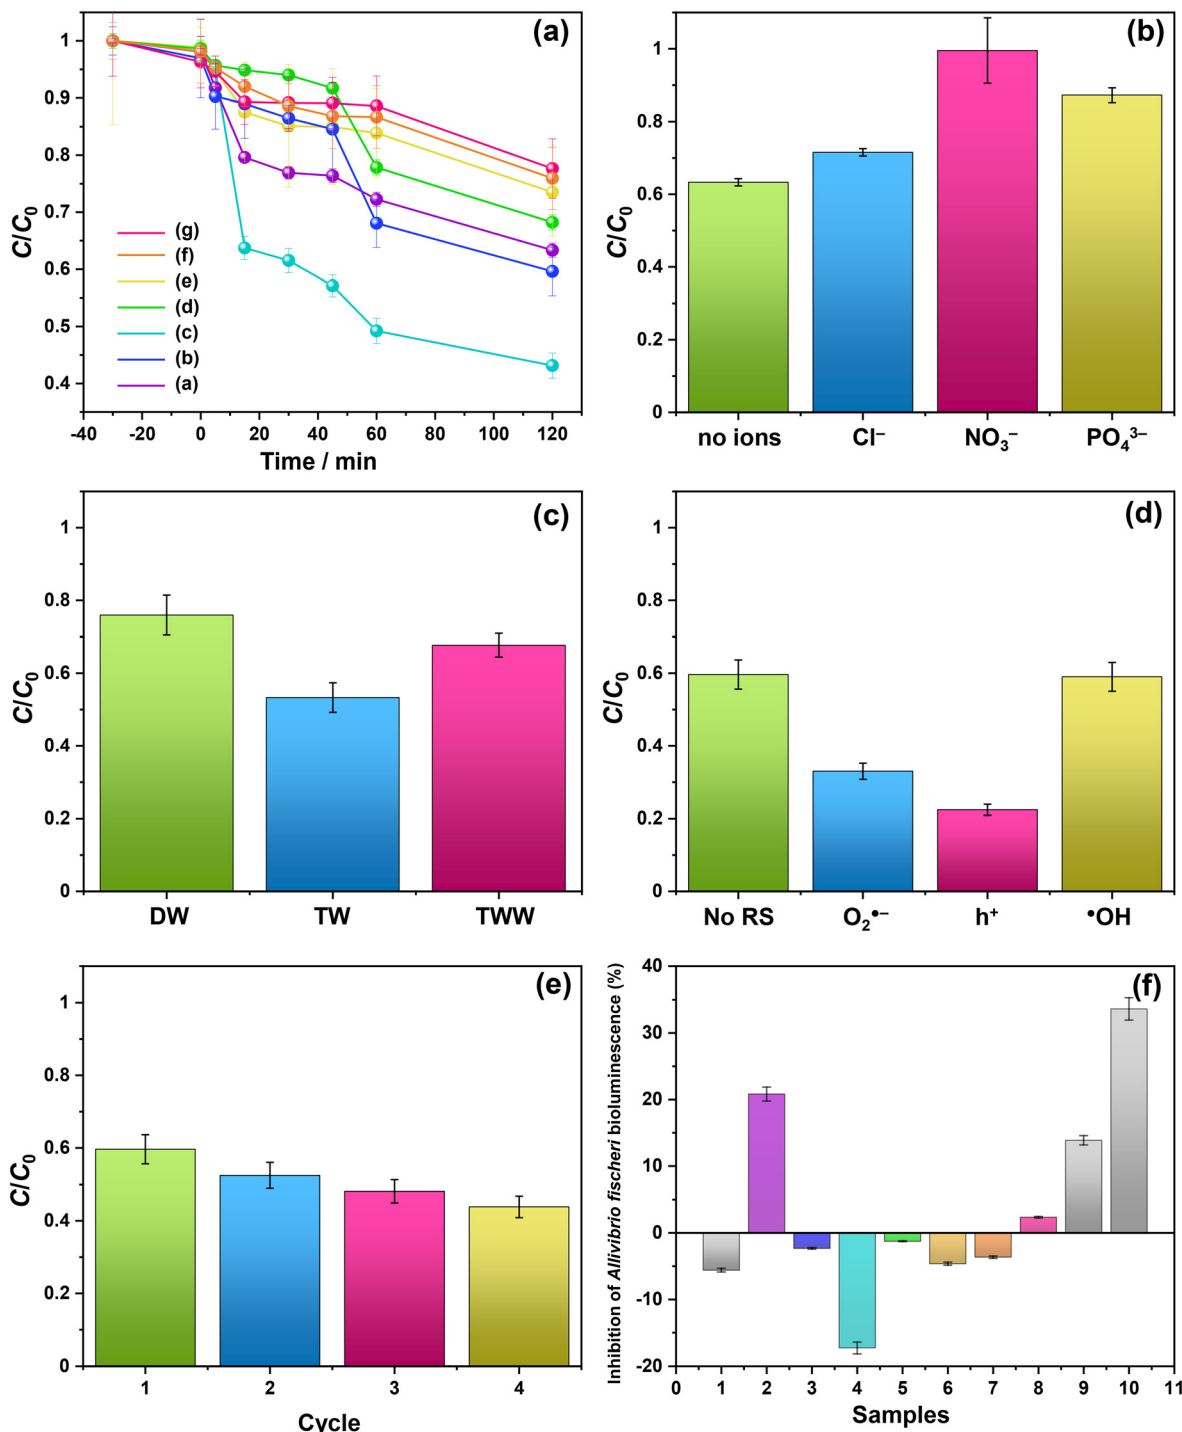 (a)
C/C₀
1
0.9
0.8
0.7
0.6
0.5
0.4
(g)
(f)
(e)
(d)
(c)
(b)
(a)
-40 -20 0 20 40 60 80 100 120
Time / min
(b)
C/C₀
1
0.8
0.6
0.4
0.2
0
no ions Cl⁻ NO₃⁻ PO₄³⁻
(c)
C/C₀
1
0.8
0.6
0.4
0.2
0
DW TW TWW
(d)
C/C₀
1
0.8
0.6
0.4
0.2
0
No RS O₂•⁻ h⁺ •OH
(e)
C/C₀
1
0.8
0.6
0.4
0.2
0
1 2 3 4
Cycle
(f)
Inhibition of Allivibrio fischeri bioluminescence (%)
40
30
20
10
0
-10
-20
0 1 2 3 4 5 6 7 8 9 10 11
Samples